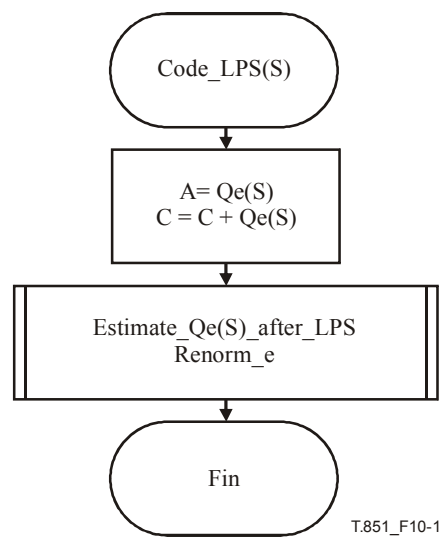 Code_LPS(S)
A= Qe(S)
C = C + Qe(S)
Estimate_Qe(S)_after_LPS
Renorm_e
Fin
T.851_F10-1